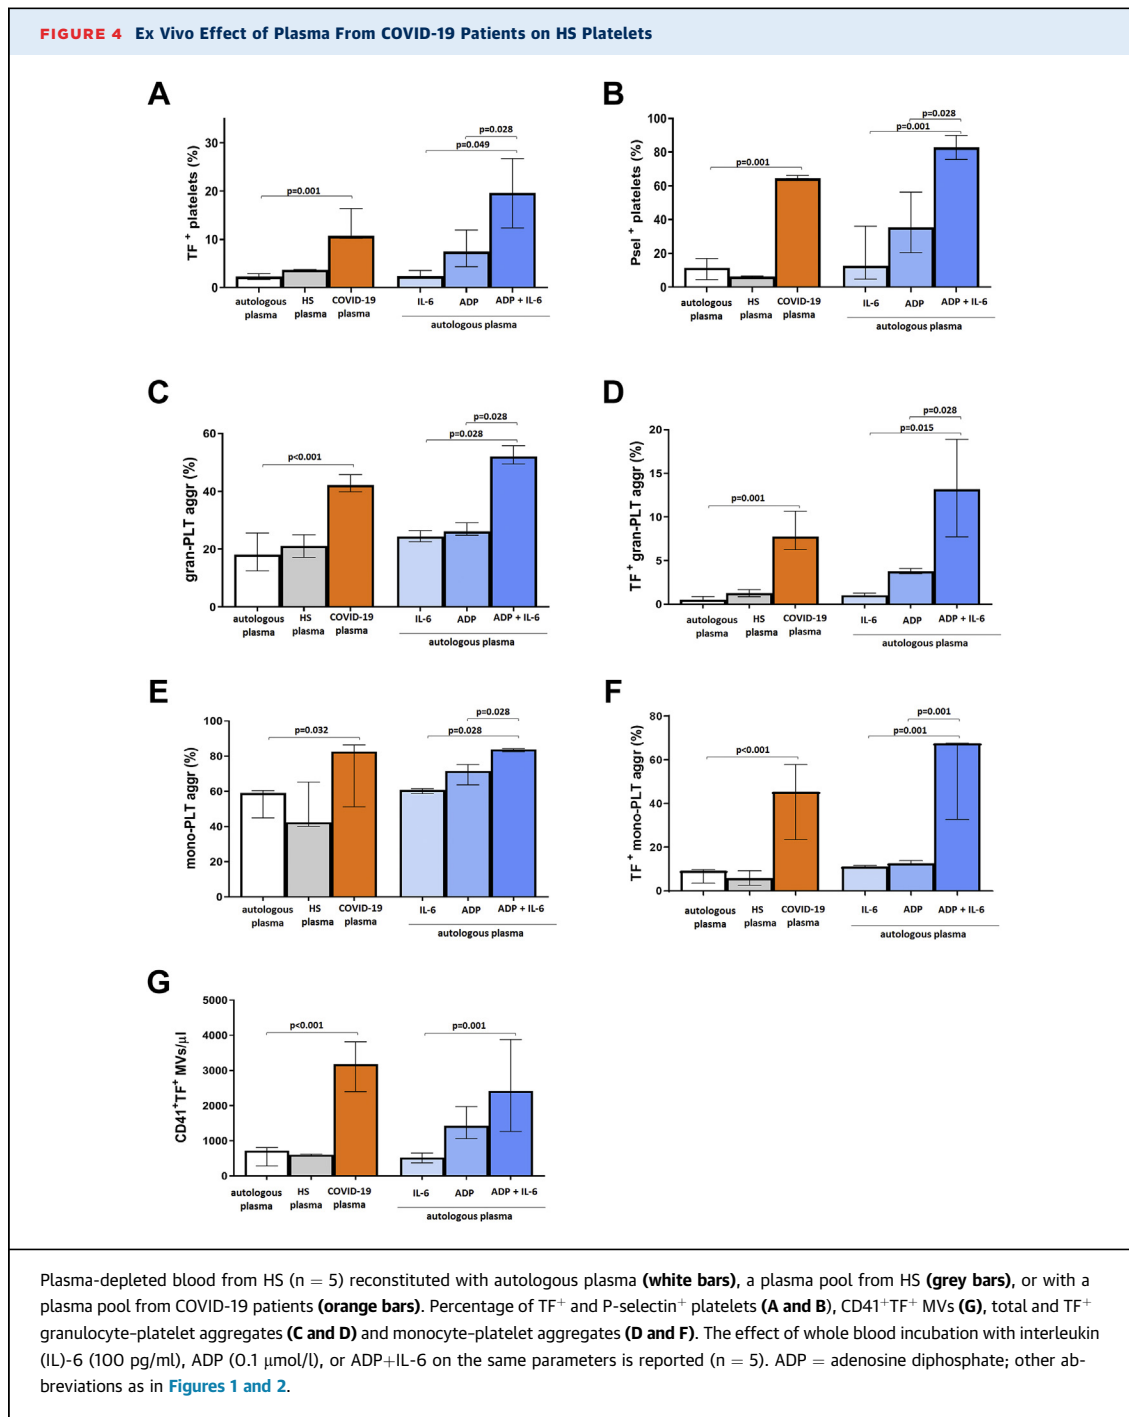 FIGURE 4 Ex Vivo Effect of Plasma From COVID-19 Patients on HS Platelets
A
TF+ platelets (%)
30
20
10
0
p=0.001
p=0.028
p=0.049
autologous plasma
HS plasma
COVID-19 plasma
IL-6
ADP
ADP + IL-6
autologous plasma
B
Psel + platelets (%)
100
80
60
40
20
0
p=0.001
p=0.028
p=0.001
autologous plasma
HS plasma
COVID-19 plasma
IL-6
ADP
ADP + IL-6
autologous plasma
C
gran-PLT aggr (%)
60
40
20
0
p<0.001
p=0.028
p=0.028
autologous plasma
HS plasma
COVID-19 plasma
IL-6
ADP
ADP + IL-6
autologous plasma
D
TF+ gran-PLT aggr (%)
20
15
10
5
0
p=0.001
p=0.028
p=0.015
autologous plasma
HS plasma
COVID-19 plasma
IL-6
ADP
ADP + IL-6
autologous plasma
E
mono-PLT aggr (%)
100
80
60
40
20
0
p=0.032
p=0.028
p=0.028
autologous plasma
HS plasma
COVID-19 plasma
IL-6
ADP
ADP + IL-6
autologous plasma
F
TF+ mono-PLT aggr (%)
80
60
40
20
0
p<0.001
p=0.001
p=0.001
autologous plasma
HS plasma
COVID-19 plasma
IL-6
ADP
ADP + IL-6
autologous plasma
G
CD41+TF+ MVs/µl
5000
4000
3000
2000
1000
0
p<0.001
p=0.001
autologous plasma
HS plasma
COVID-19 plasma
IL-6
ADP
ADP + IL-6
autologous plasma
Plasma-depleted blood from HS (n = 5) reconstituted with autologous plasma (white bars), a plasma pool from HS (grey bars), or with a
plasma pool from COVID-19 patients (orange bars). Percentage of TF+ and P-selectin+ platelets (A and B), CD41+TF+ MVs (G), total and TF+
granulocyte-platelet aggregates (C and D) and monocyte-platelet aggregates (D and F). The effect of whole blood incubation with interleukin
(IL)-6 (100 pg/ml), ADP (0.1 µmol/l), or ADP+IL-6 on the same parameters is reported (n = 5). ADP = adenosine diphosphate; other ab-
breviations as in Figures 1 and 2.